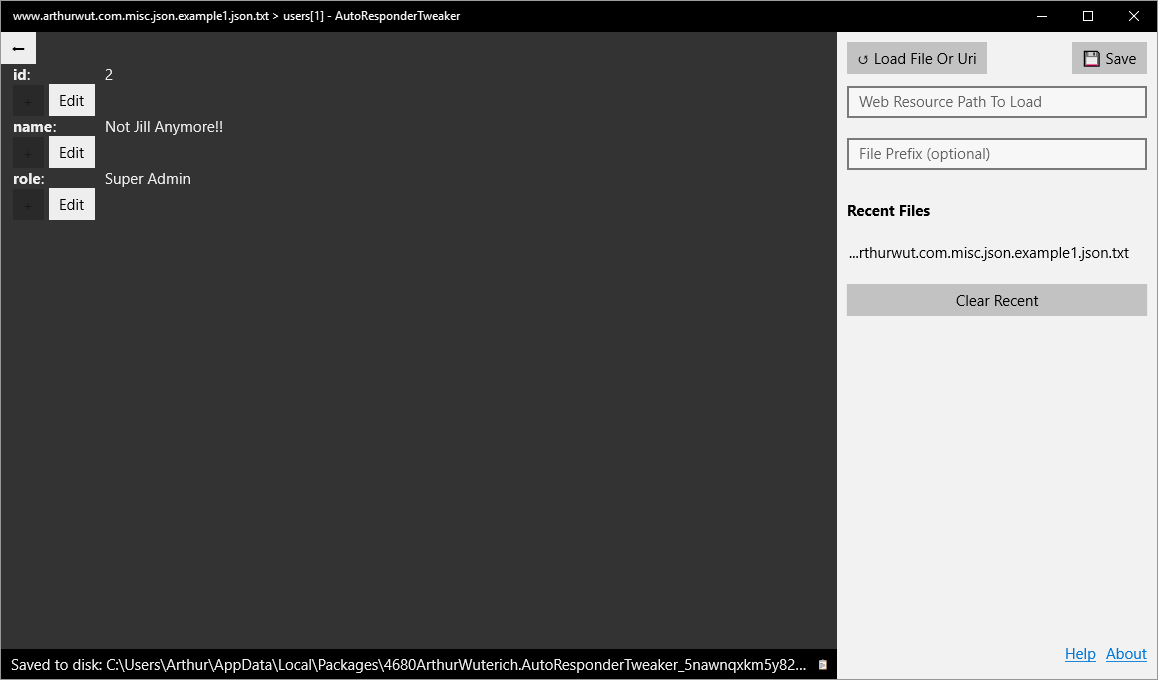 www.arthurwut.com.misc.json.example1.json.txt > users[1] - AutoResponderTweaker
←
id: 2
+ Edit
name: Not Jill Anymore!!
+ Edit
role: Super Admin
+ Edit
Saved to disk: C:\Users\Arthur\AppData\Local\Packages\4680ArthurWuterich.AutoResponderTweaker_5nawnqxkm5y82...
↺ Load File Or Uri
Save
Web Resource Path To Load
File Prefix (optional)
Recent Files
...rthurwut.com.misc.json.example1.json.txt
Clear Recent
Help About